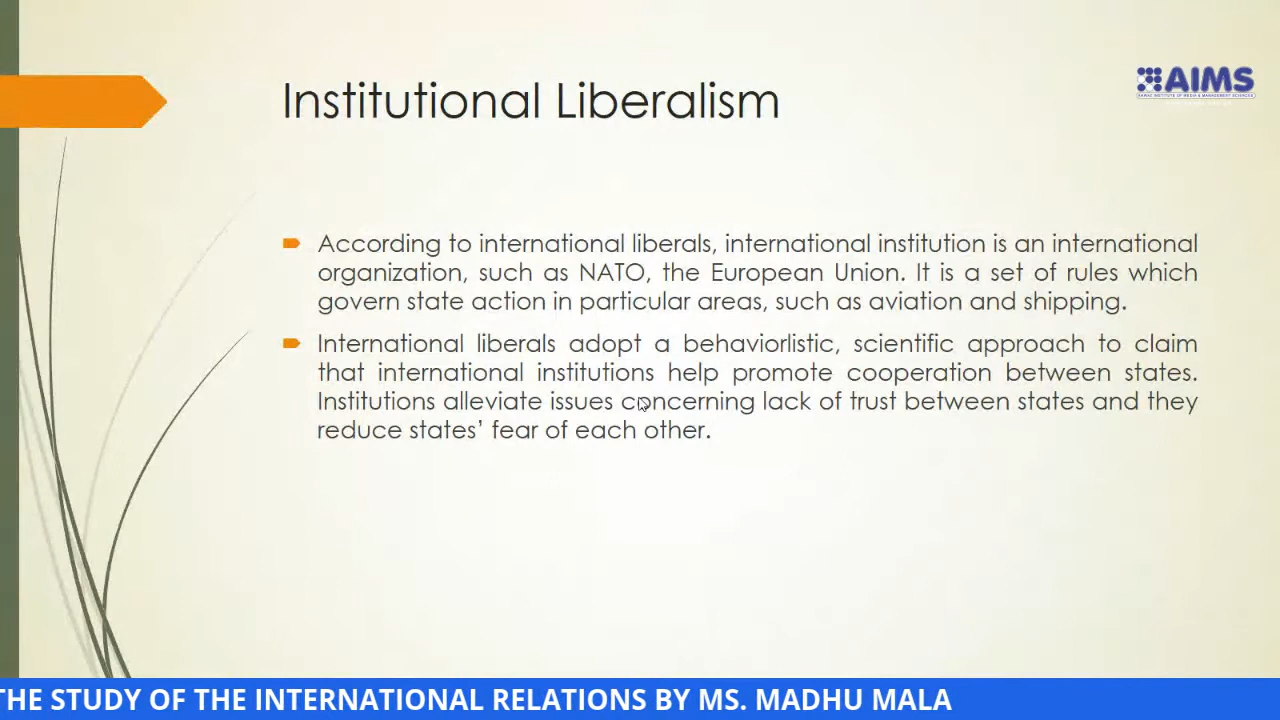 Institutional Liberalism
AIMS
According to international liberals, international institution is an international
organization, such as NATO, the European Union. It is a set of rules which
govern state action in particular areas, such as aviation and shipping.
International liberals adopt a behaviorlistic, scientific approach to claim
that international institutions help promote cooperation between states.
Institutions alleviate issues concerning lack of trust between states and they
reduce states' fear of each other.
THE STUDY OF THE INTERNATIONAL RELATIONS BY MS. MADHU MALA